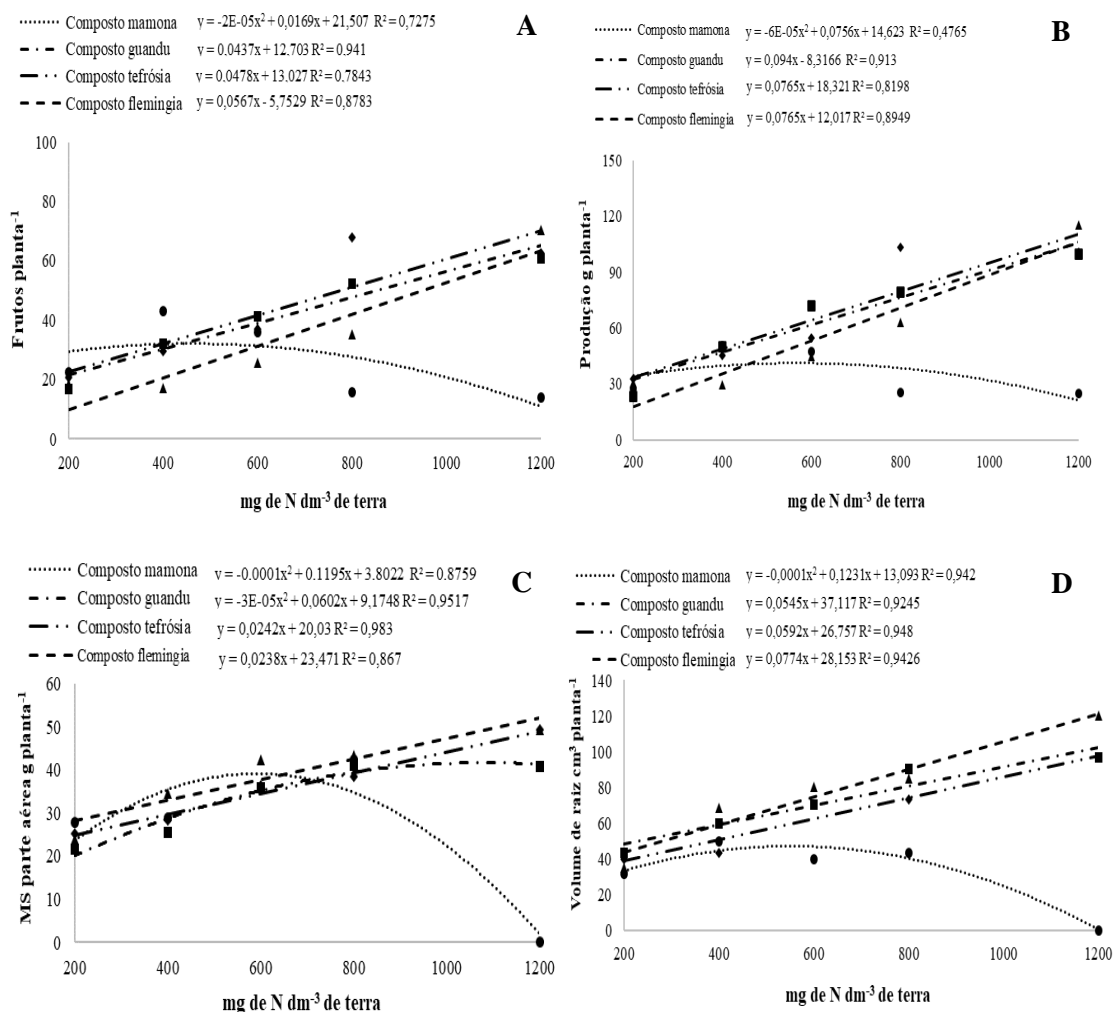 Composto mamona y = -2E-05x² + 0,0169x + 21,507 R² = 0,7275
Composto guandu y = 0.0437x + 12.703 R² = 0.941
Composto tefrósia y = 0.0478x + 13.027 R² = 0.7843
Composto flemingia y = 0,0567x - 5,7529 R² = 0,8783
A
100
80
60
40
20
0
Frutos planta⁻¹
200 400 600 800 1000 1200
mg de N dm⁻³ de terra
Composto mamona y = -6E-05x² + 0,0756x + 14,623 R² = 0,4765
Composto guandu y = 0,094x - 8,3166 R² = 0,913
Composto tefrósia y = 0,0765x + 18,321 R² = 0,8198
Composto flemingia y = 0,0765x + 12,017 R² = 0,8949
B
150
120
90
60
30
0
Produção g planta⁻¹
200 400 600 800 1000 1200
mg de N dm⁻³ de terra
Composto mamona y = -0.0001x² + 0.1195x + 3.8022 R² = 0.8759
Composto guandu y = -3E-05x² + 0,0602x + 9,1748 R² = 0,9517
Composto tefrósia y = 0,0242x + 20,03 R² = 0,983
Composto flemingia y = 0,0238x + 23,471 R² = 0,867
C
60
50
40
30
20
10
0
MS parte aérea g planta⁻¹
200 400 600 800 1000 1200
mg de N dm⁻³ de terra
Composto mamona y = -0,0001x² + 0,1231x + 13,093 R² = 0,942
Composto guandu y = 0,0545x + 37,117 R² = 0,9245
Composto tefrósia y = 0,0592x + 26,757 R² = 0,948
Composto flemingia y = 0,0774x + 28,153 R² = 0,9426
D
140
120
100
80
60
40
20
0
Volume de raíz cm³ planta⁻¹
200 400 600 800 1000 1200
mg de N dm⁻³ de terra